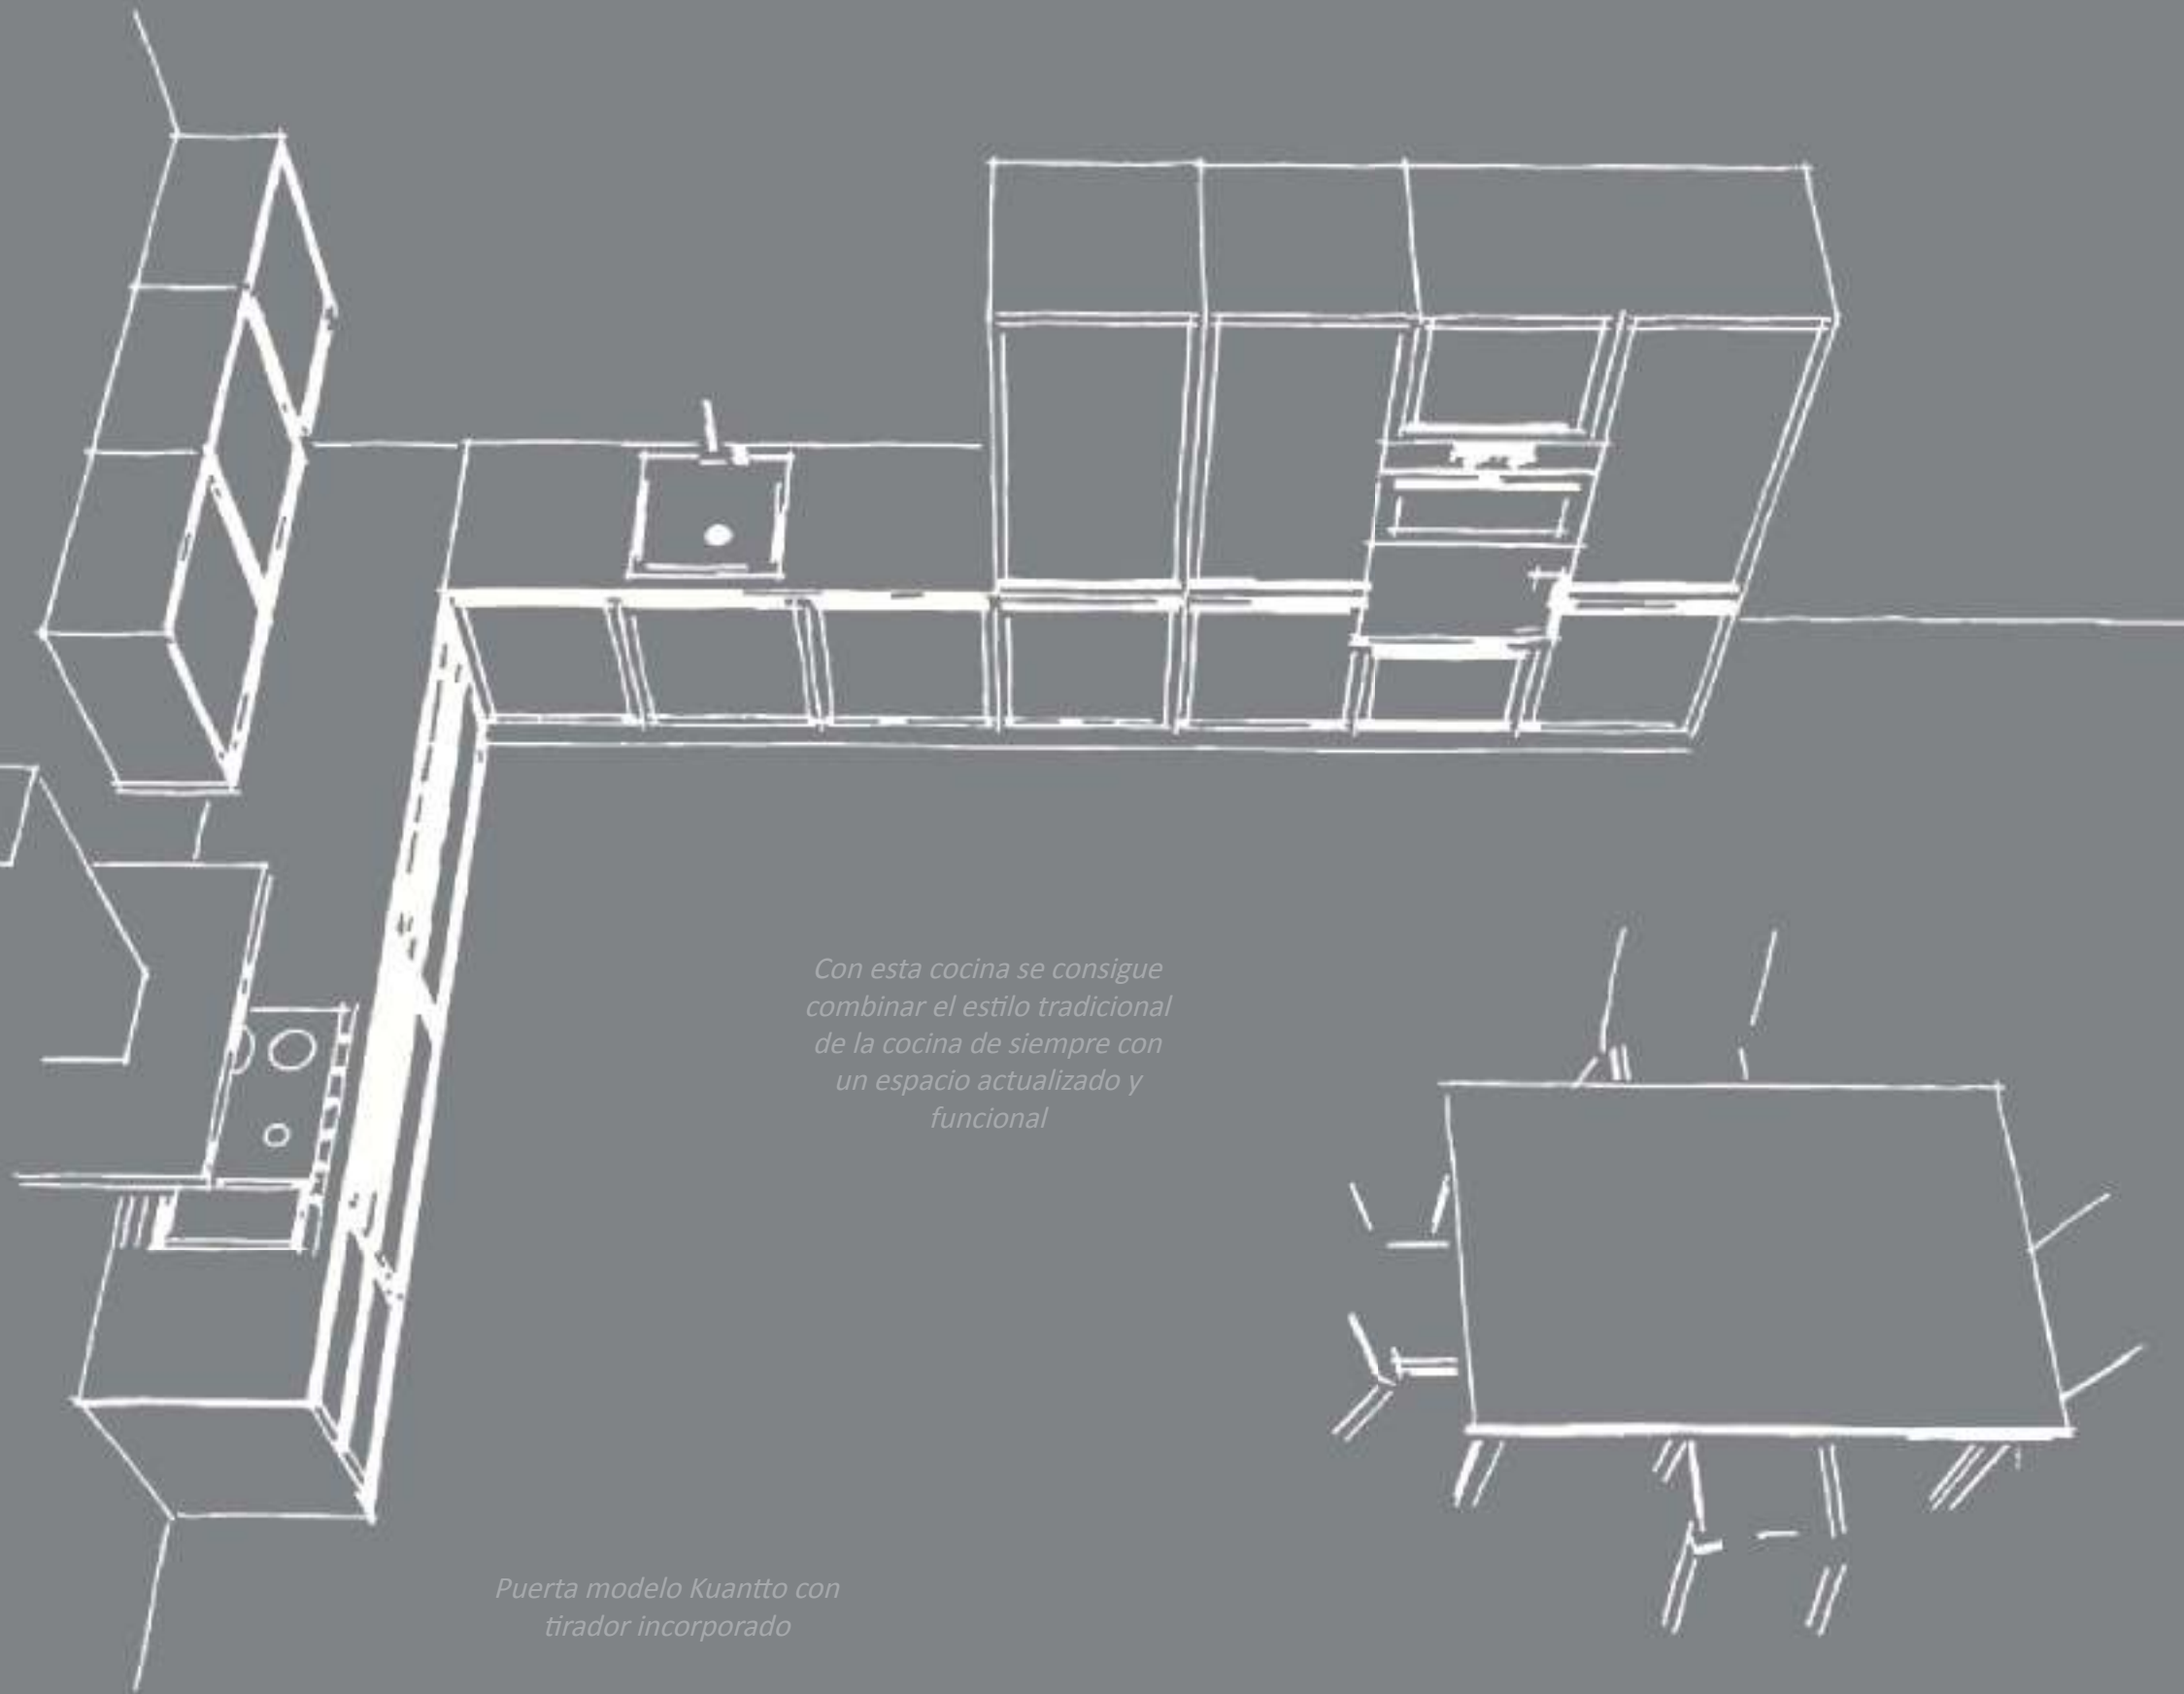 Con esta cocina se consigue
combinar el estilo tradicional
de la cocina de siempre con
un espacio actualizado y
funcional
Puerta modelo Kuantto con
tirador incorporado